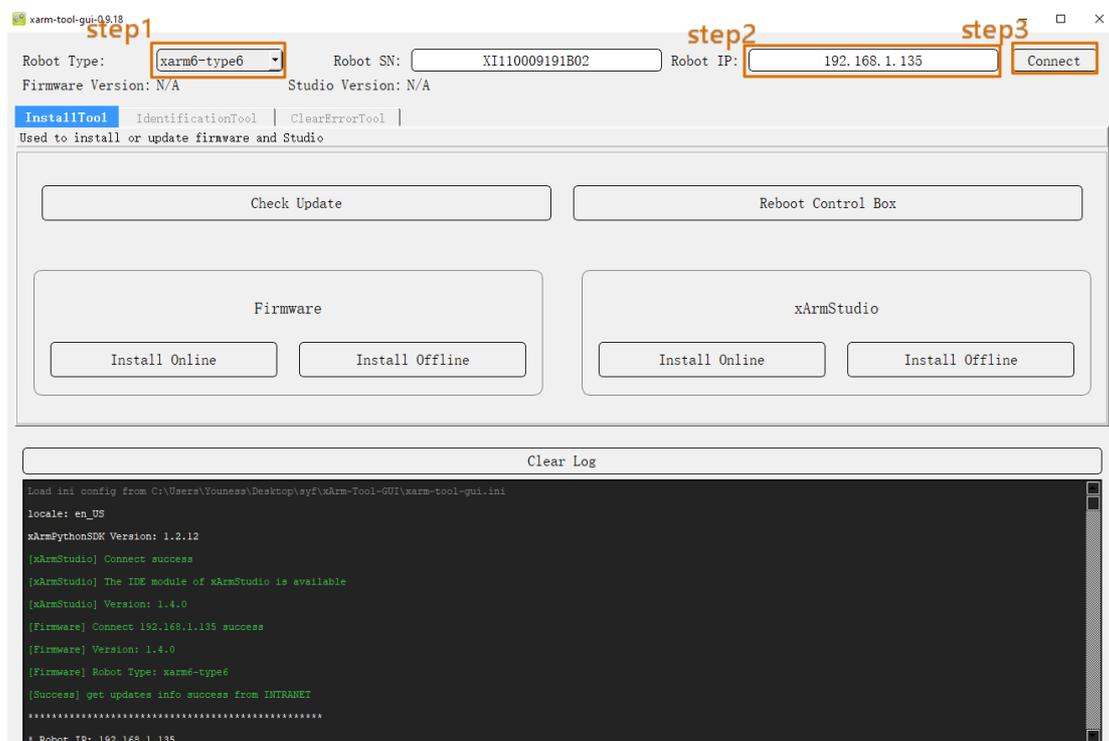 xarm-tool-gui-0.9.18
step1
step2
step3
Robot Type: xarm6-type6 Robot SN: XI110009191B02 Robot IP: 192.168.1.135 Connect
Firmware Version: N/A Studio Version: N/A
InstallTool IdentificationTool ClearErrorTool
Used to install or update firmware and Studio
Check Update Reboot Control Box
Firmware xArmStudio
Install Online Install Offline Install Online Install Offline
Clear Log
Load ini config from C:\Users\Youness\Desktop\syf\xArm-Tool-GUI\xarm-tool-gui.ini
locale: en_US
xArmPythonSDK Version: 1.2.12
[xArmStudio] Connect success
[xArmStudio] The IDE module of xArmStudio is available
[xArmStudio] Version: 1.4.0
[Firmware] Connect 192.168.1.135 success
[Firmware] Version: 1.4.0
[Firmware] Robot Type: xarm6-type6
[Success] get updates info success from INTRANET
**************************************************
* Robot IP: 192.168.1.135